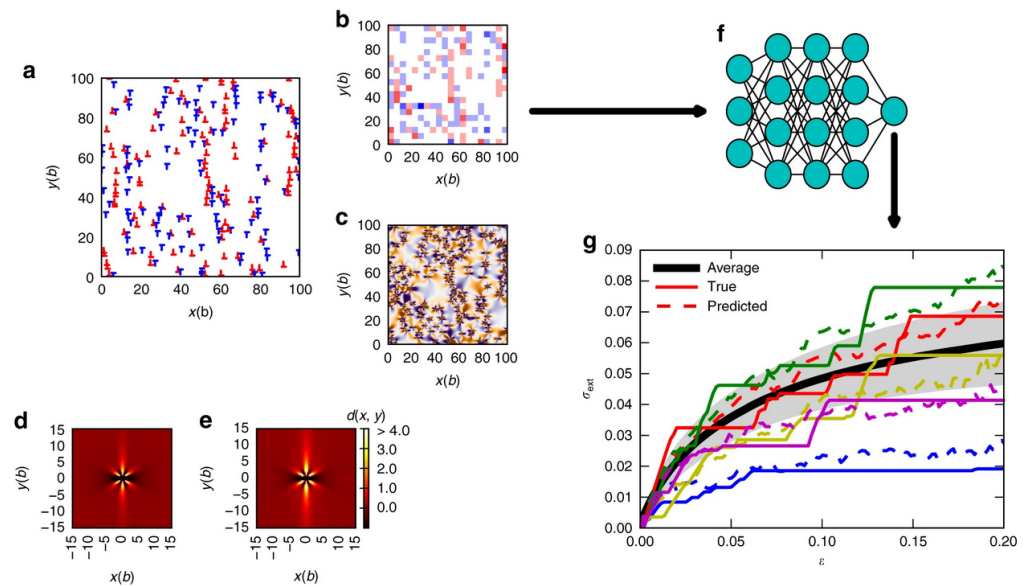 a
100
80
60
40
20
0
y(b)
0 20 40 60 80 100
x(b)
b
100
80
60
40
20
0
y(b)
0 20 40 60 80 100
x(b)
c
100
80
60
40
20
0
y(b)
0 20 40 60 80 100
x(b)
d
15
10
5
0
−5
−10
−15
y(b)
−15 −10 −5 0 5 10 15
x(b)
e
15
10
5
0
−5
−10
−15
y(b)
−15 −10 −5 0 5 10 15
x(b)
d(x, y)
> 4.0
3.0
2.0
1.0
0.0
f
g
0.09
0.08
0.07
0.06
0.05
0.04
0.03
0.02
0.01
0.00
σext
Average
True
Predicted
0.00 0.05 0.10 0.15 0.20
ε